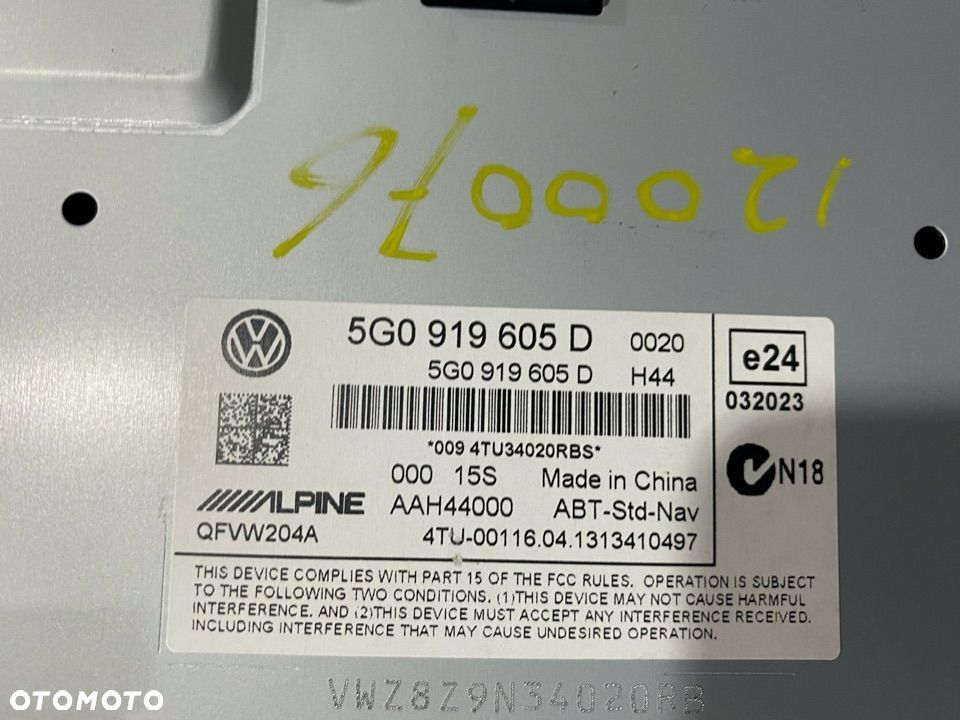 1200076
5G0 919 605 D 0020
5G0 919 605 D H44
*009 4TU34020RBS*
000 15S Made in China
ALPINE AAH44000 ABT-Std-Nav
QFVW204A 4TU-00116.04.1313410497
e24
032023
N18
THIS DEVICE COMPLIES WITH PART 15 OF THE FCC RULES. OPERATION IS SUBJECT
TO THE FOLLOWING TWO CONDITIONS. (1)THIS DEVICE MAY NOT CAUSE HARMFUL
INTERFERENCE. AND (2)THIS DEVICE MUST ACCEPT ANY INTERFERENCE RECEIVED.
INCLUDING INTERFERENCE THAT MAY CAUSE UNDESIRED OPERATION.
VWZ8Z9N34020RB
OTOMOTO